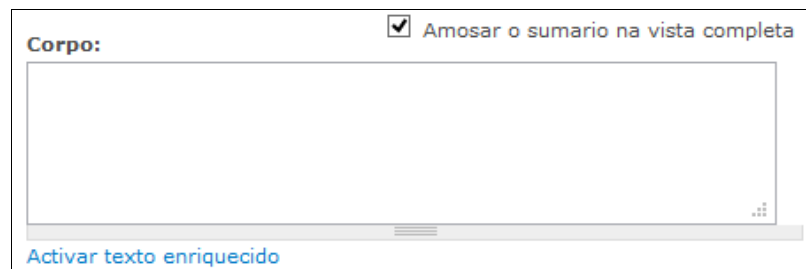 Amosar o sumario na vista completa
Corpo:
Activar texto enriquecido